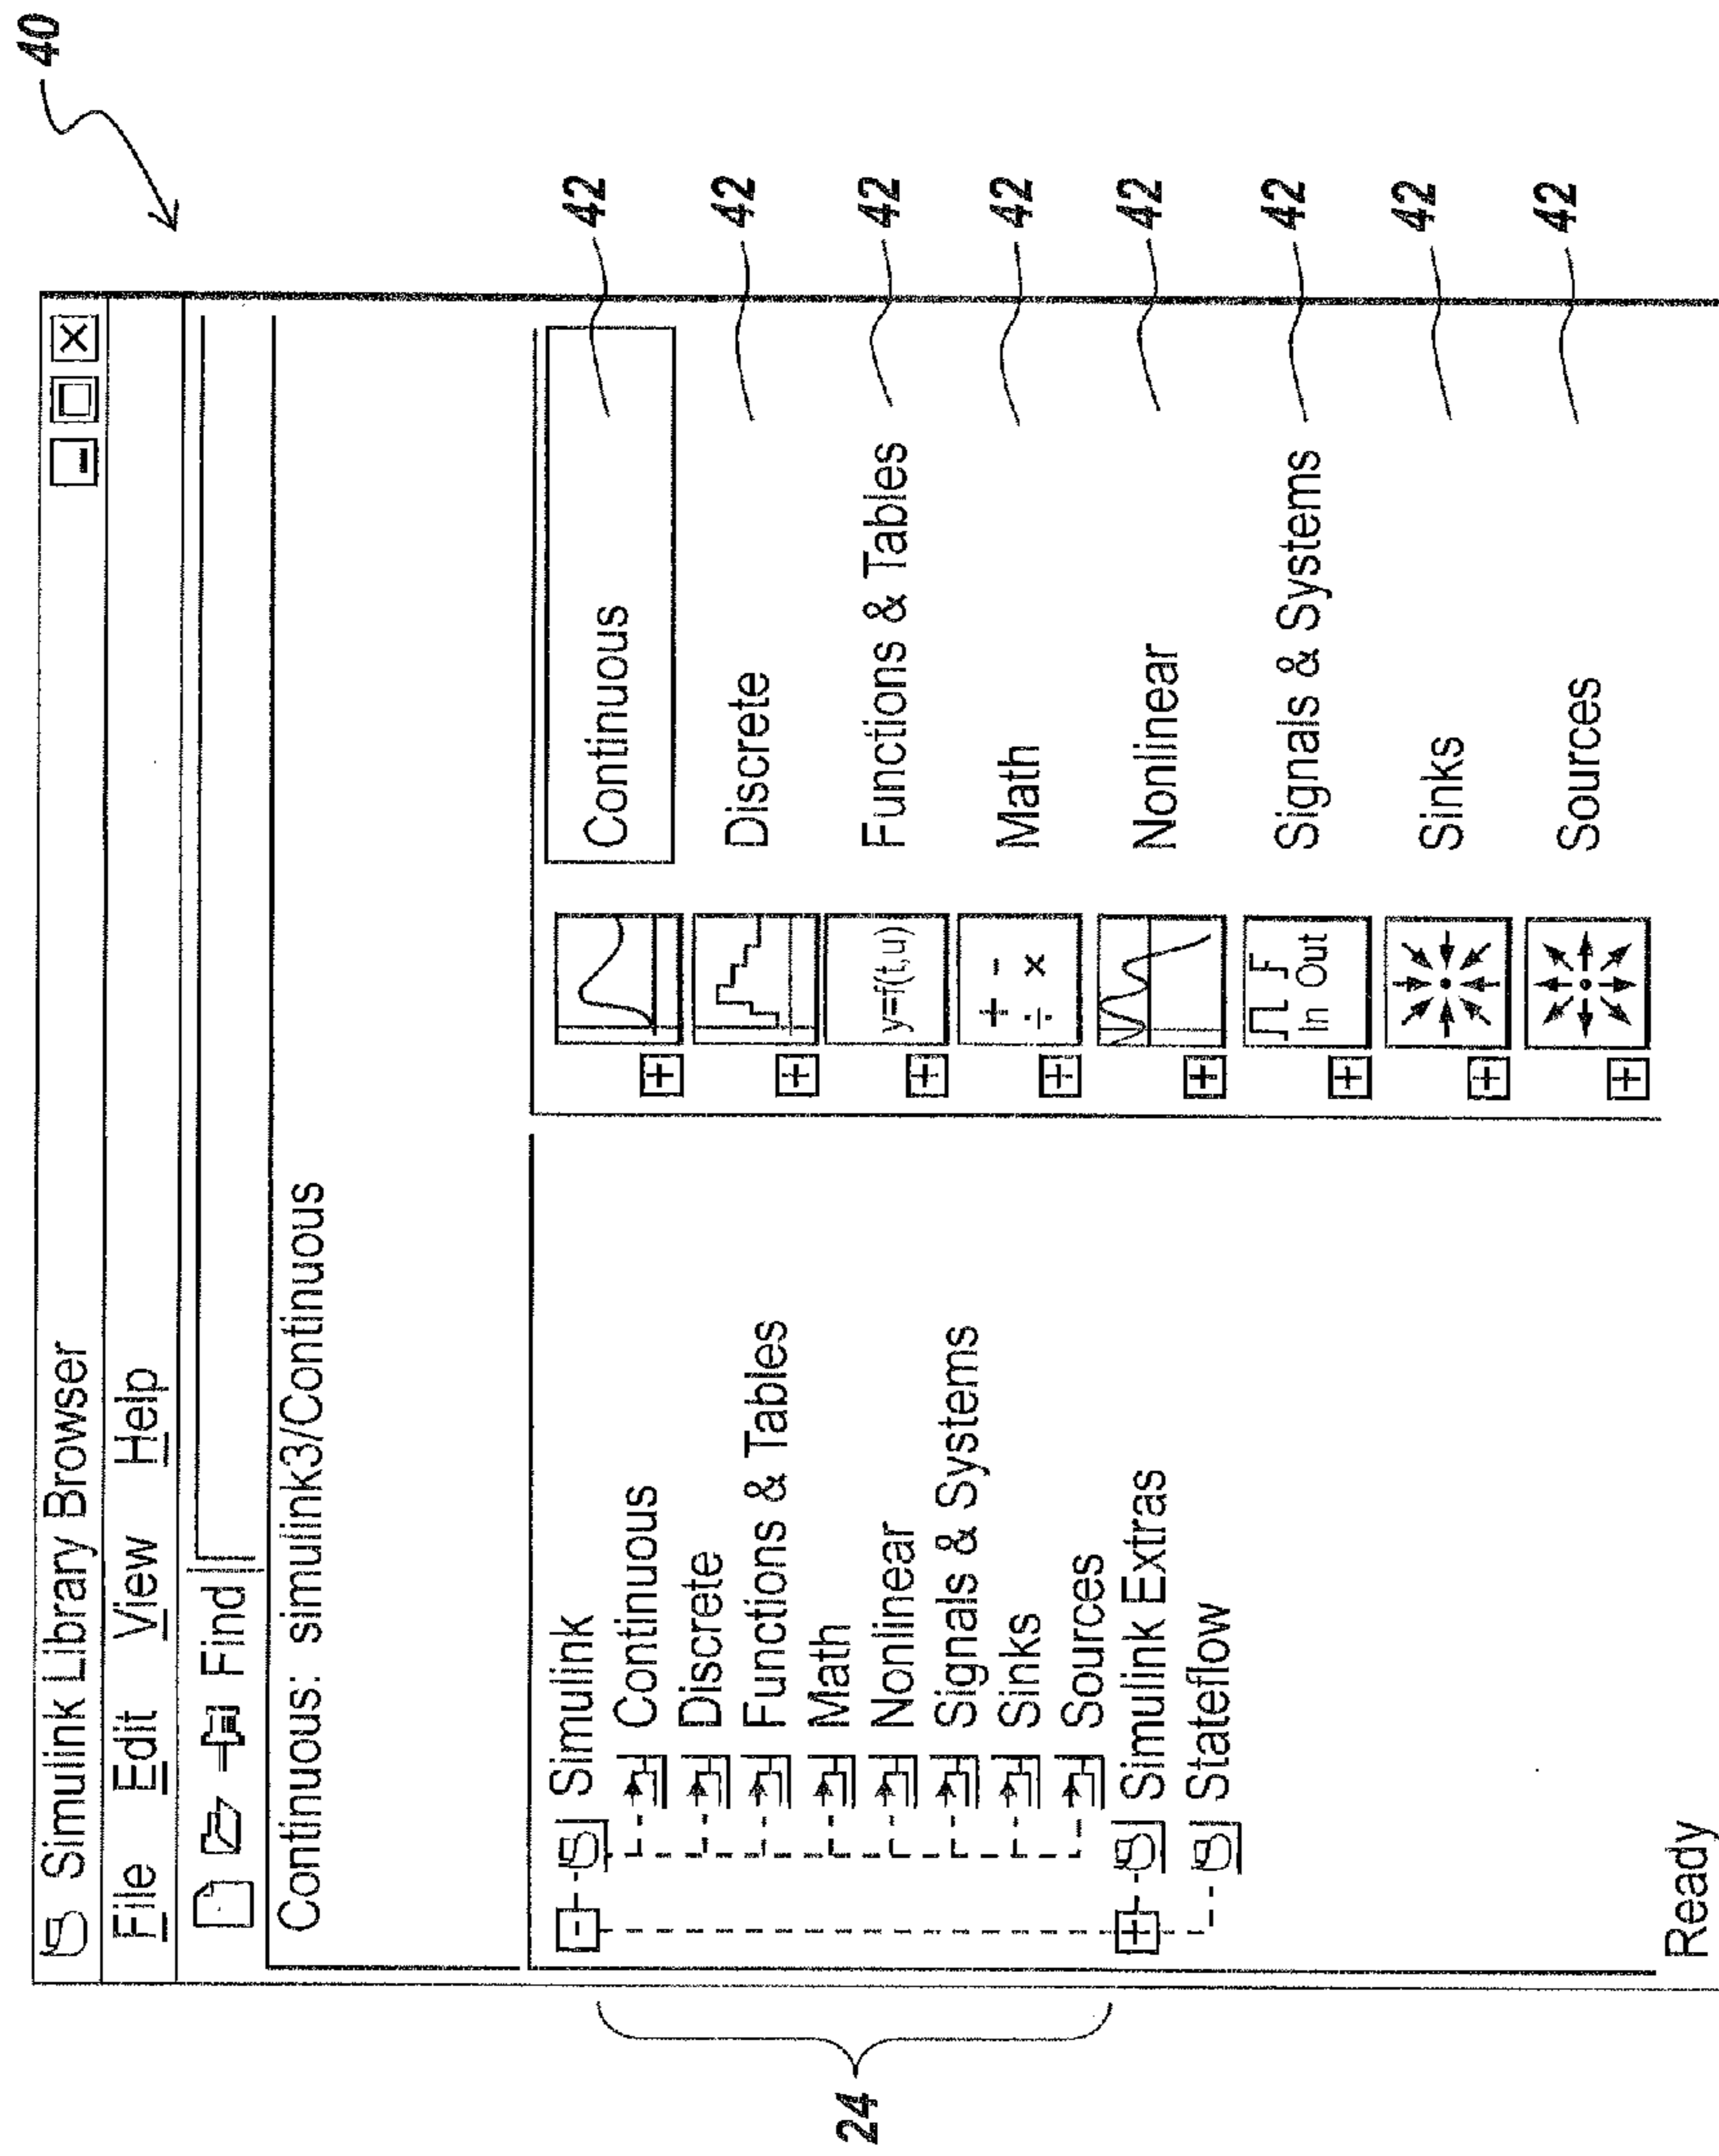 40
Simulink Library Browser
File Edit View Help
Find
Continuous: simulink3/Continuous
24
Simulink
Continuous
Discrete
Functions & Tables
Math
Nonlinear
Signals & Systems
Sinks
Sources
Simulink Extras
Stateflow
Continuous 42
Discrete 42
y=f(t,u) Functions & Tables 42
+ − ÷ × Math 42
Nonlinear 42
In Out Signals & Systems 42
Sinks 42
Sources 42
Ready